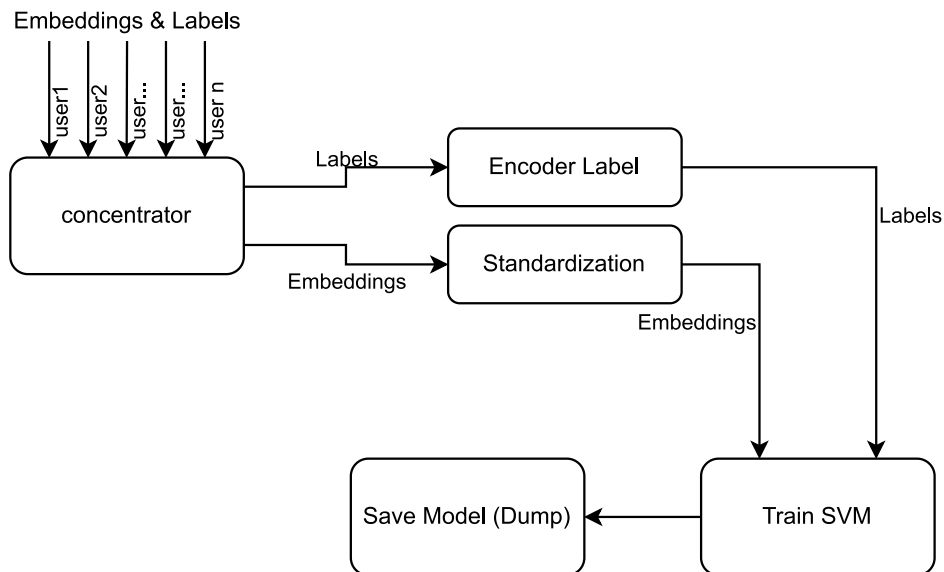 Embeddings & Labels
user1
user2
user...
user...
user n
concentrator
Labels
Encoder Label
Embeddings
Standardization
Labels
Embeddings
Save Model (Dump)
Train SVM